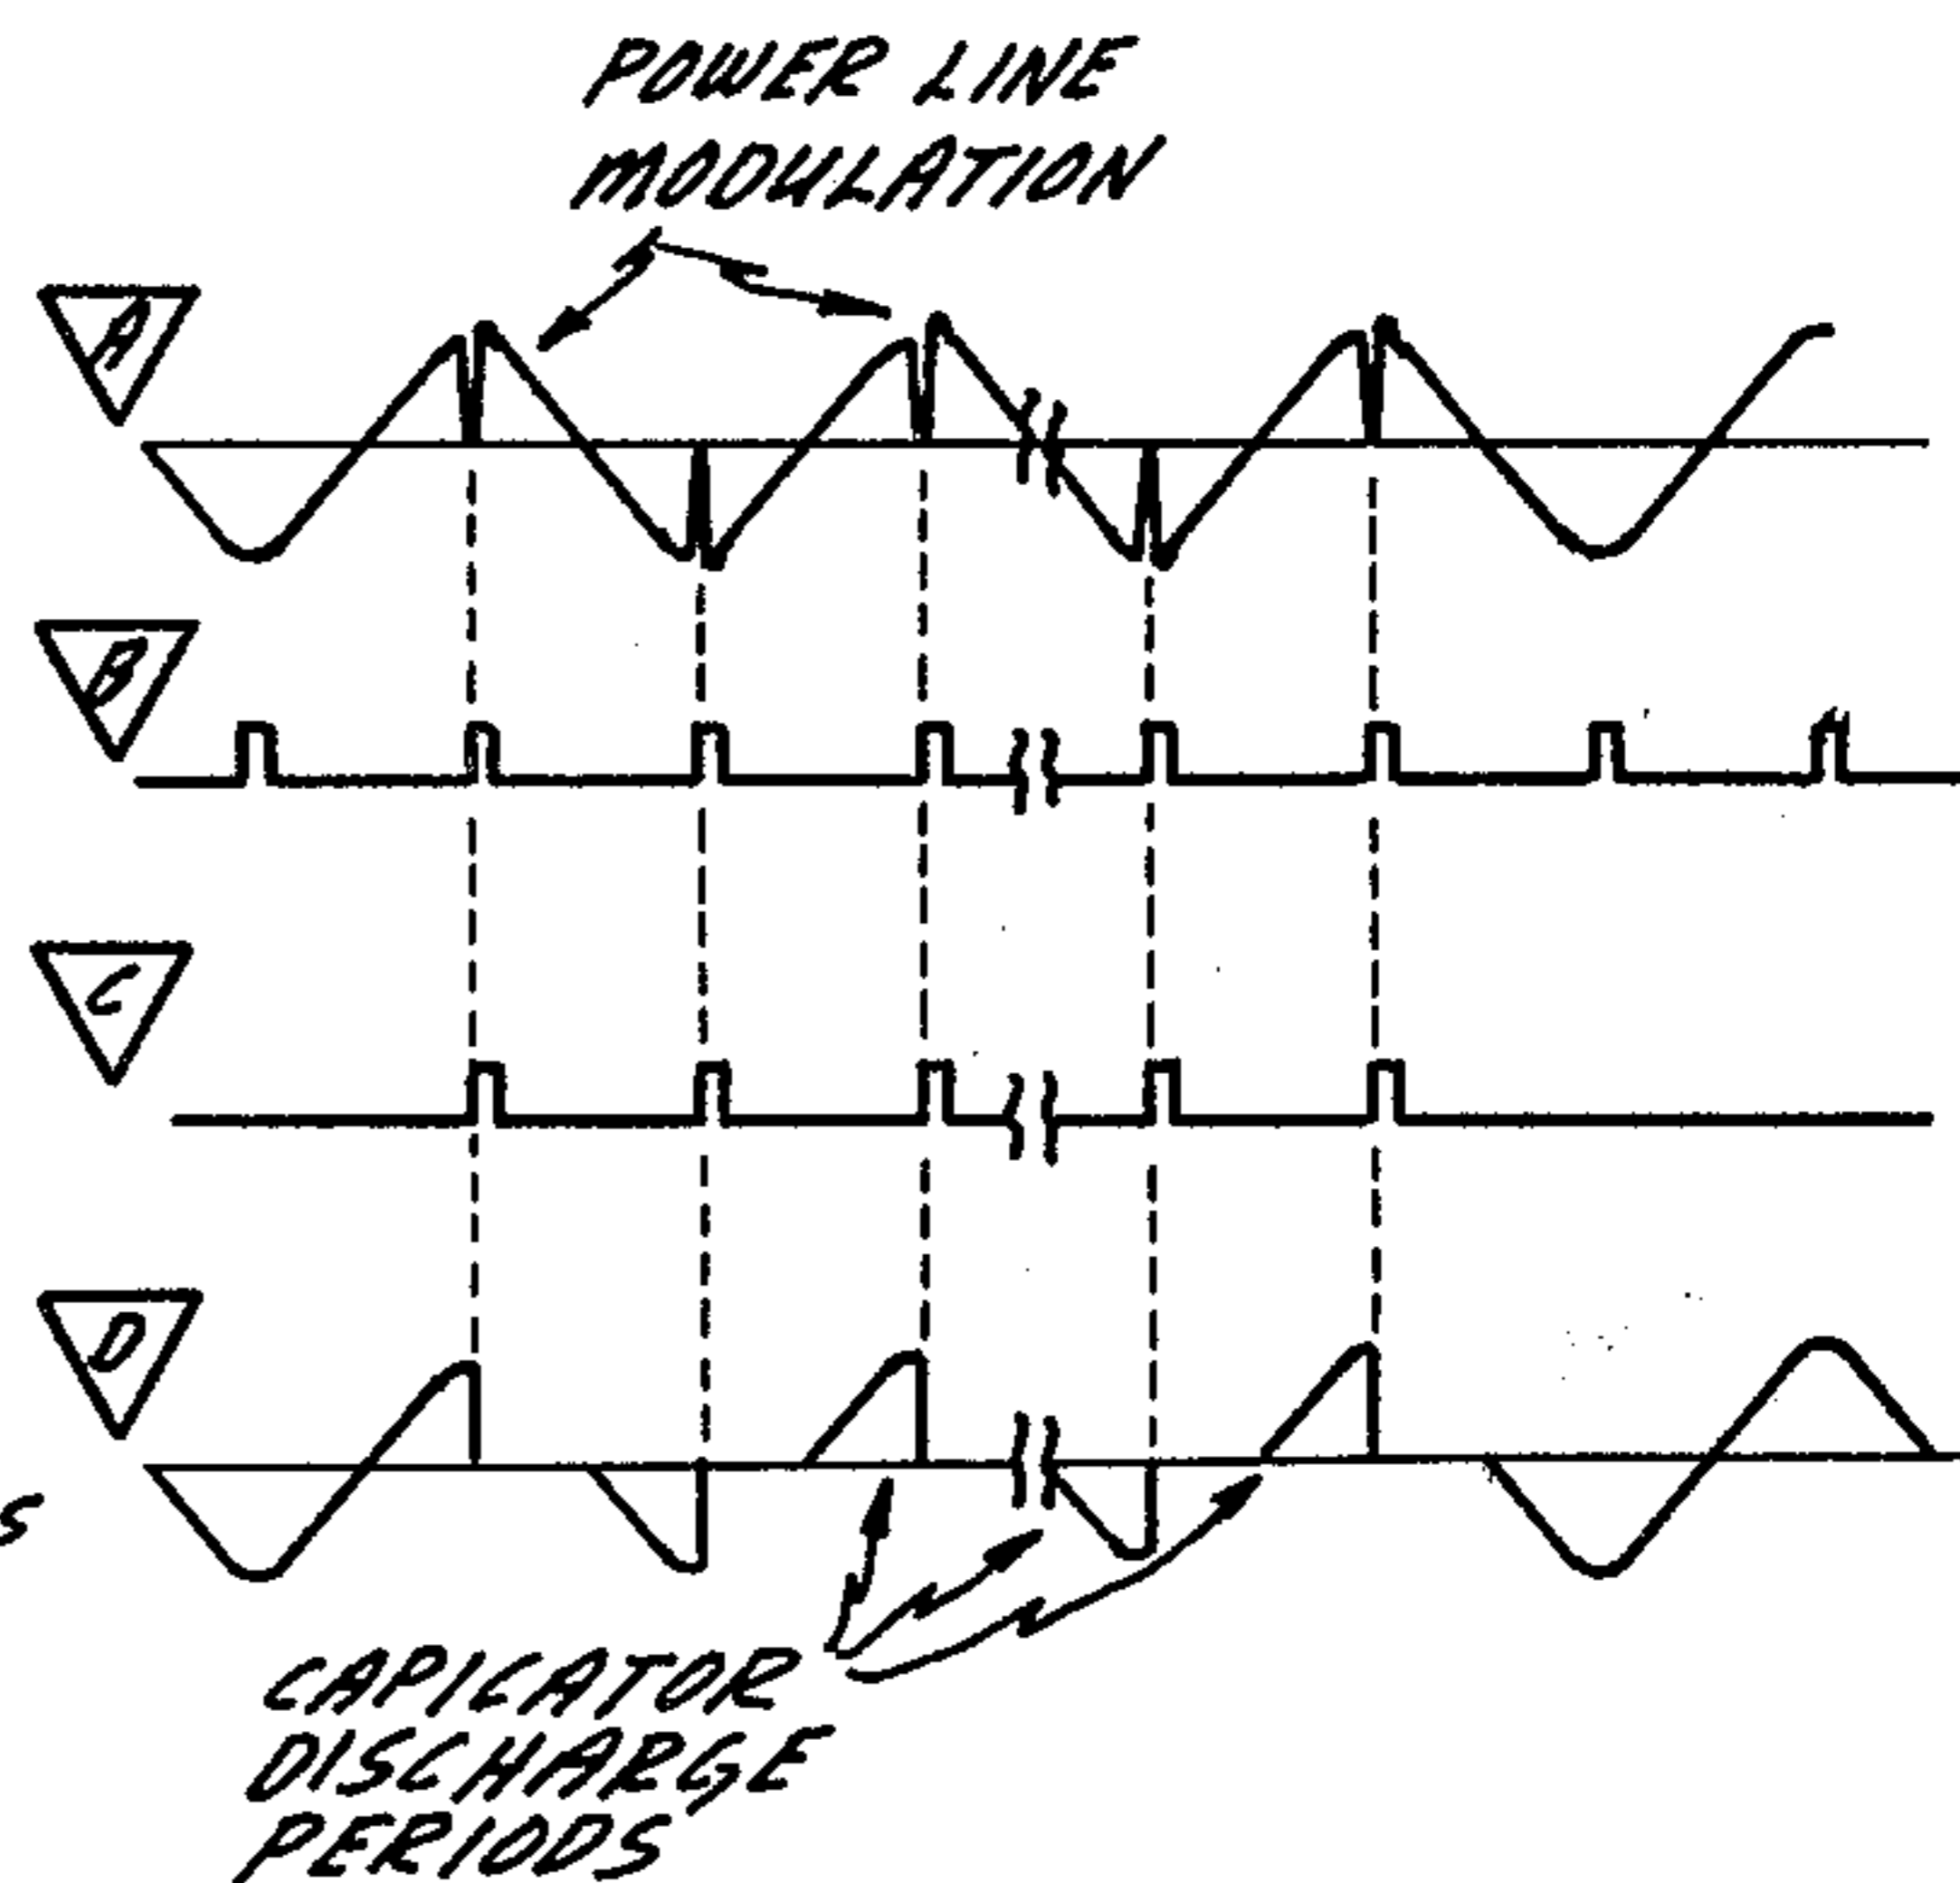 POWER LINE
MODULATION
A
B
C
D
S
CAPICATOR
DISCHARGE
PERIODS